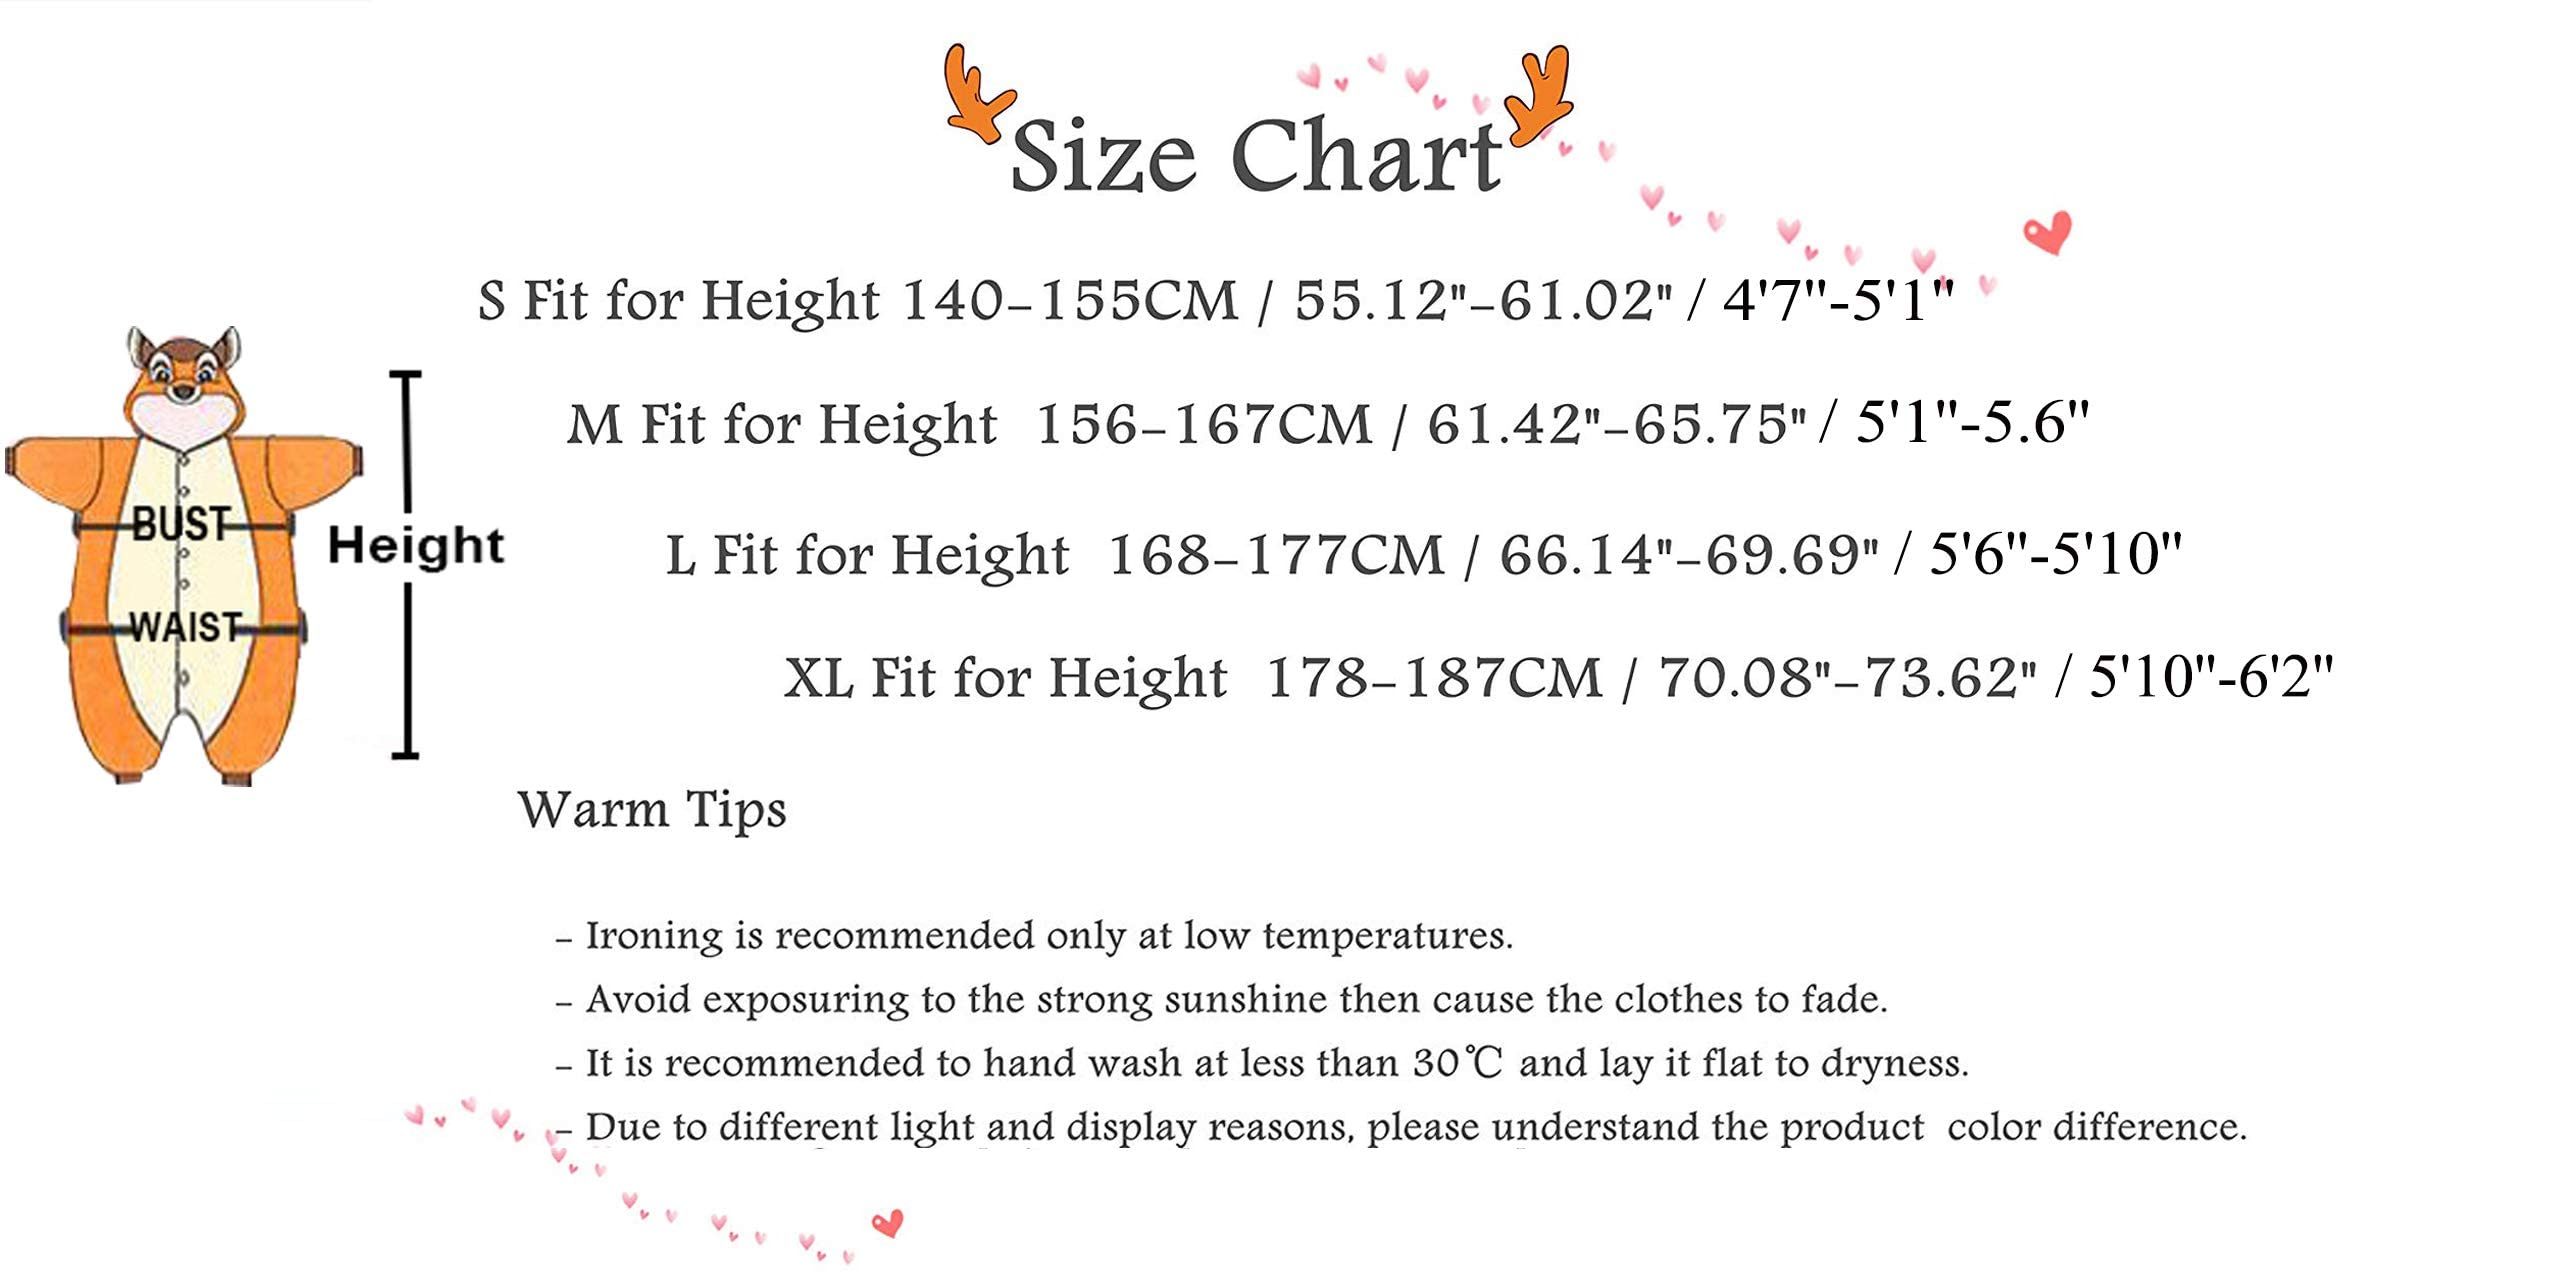 Size Chart
S Fit for Height 140-155CM / 55.12"-61.02" / 4'7"-5'1"
M Fit for Height 156-167CM / 61.42"-65.75" / 5'1"-5.6"
L Fit for Height 168-177CM / 66.14"-69.69" / 5'6"-5'10"
XL Fit for Height 178-187CM / 70.08"-73.62" / 5'10"-6'2"
BUST
Height
WAIST
Warm Tips
- Ironing is recommended only at low temperatures.
- Avoid exposuring to the strong sunshine then cause the clothes to fade.
- It is recommended to hand wash at less than 30℃ and lay it flat to dryness.
- Due to different light and display reasons, please understand the product color difference.